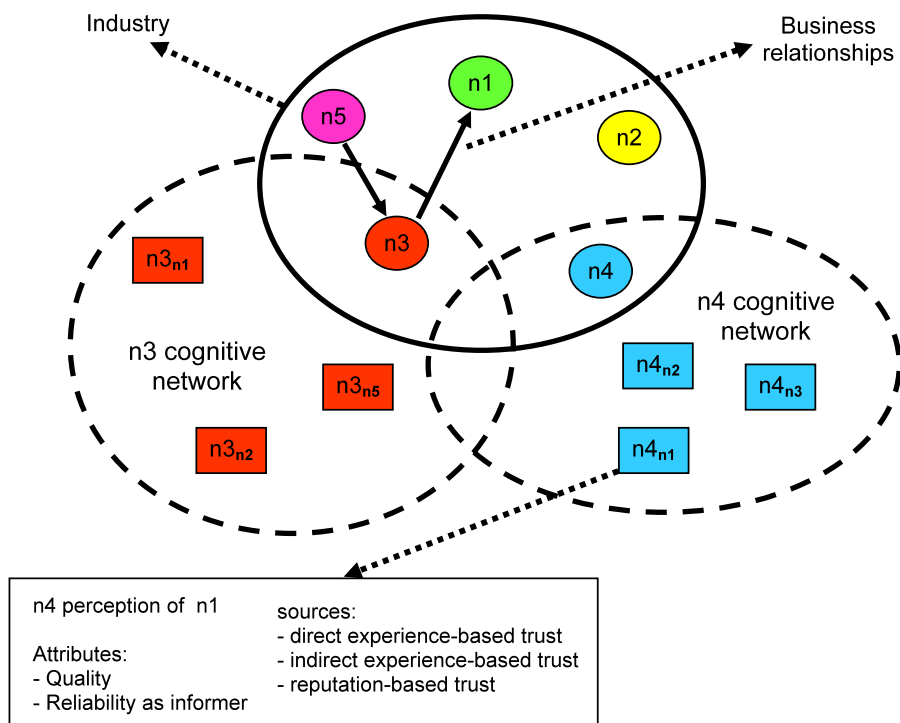 Industry
Business
relationships
n1
n5
n2
n3
n4
n3n1
n4 cognitive
network
n3 cognitive
network
n4n2
n3n5
n4n3
n3n2
n4n1
n4 perception of n1
Attributes:
- Quality
- Reliability as informer
sources:
- direct experience-based trust
- indirect experience-based trust
- reputation-based trust